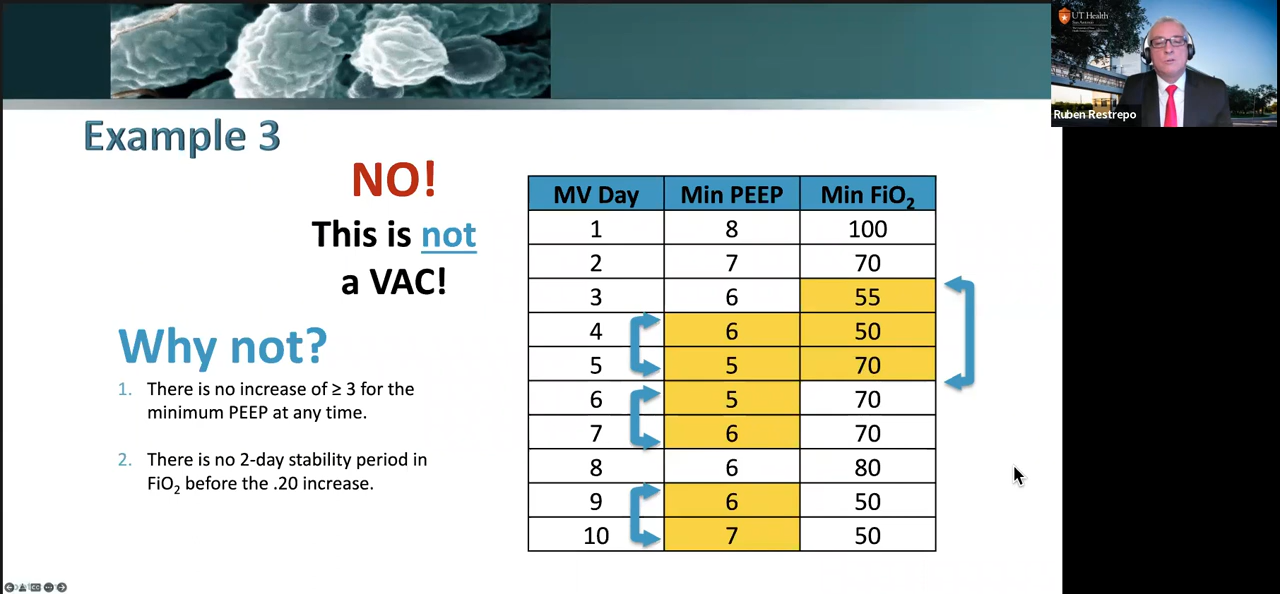 UT Health
San Antonio
Ruben Restrepo
Example 3
NO!
This is not
a VAC!
Why not?
1. There is no increase of ≥ 3 for the
minimum PEEP at any time.
2. There is no 2-day stability period in
FiO₂ before the .20 increase.
MV Day Min PEEP Min FiO₂
1 8 100
2 7 70
3 6 55
4 6 50
5 5 70
6 5 70
7 6 70
8 6 80
9 6 50
10 7 50